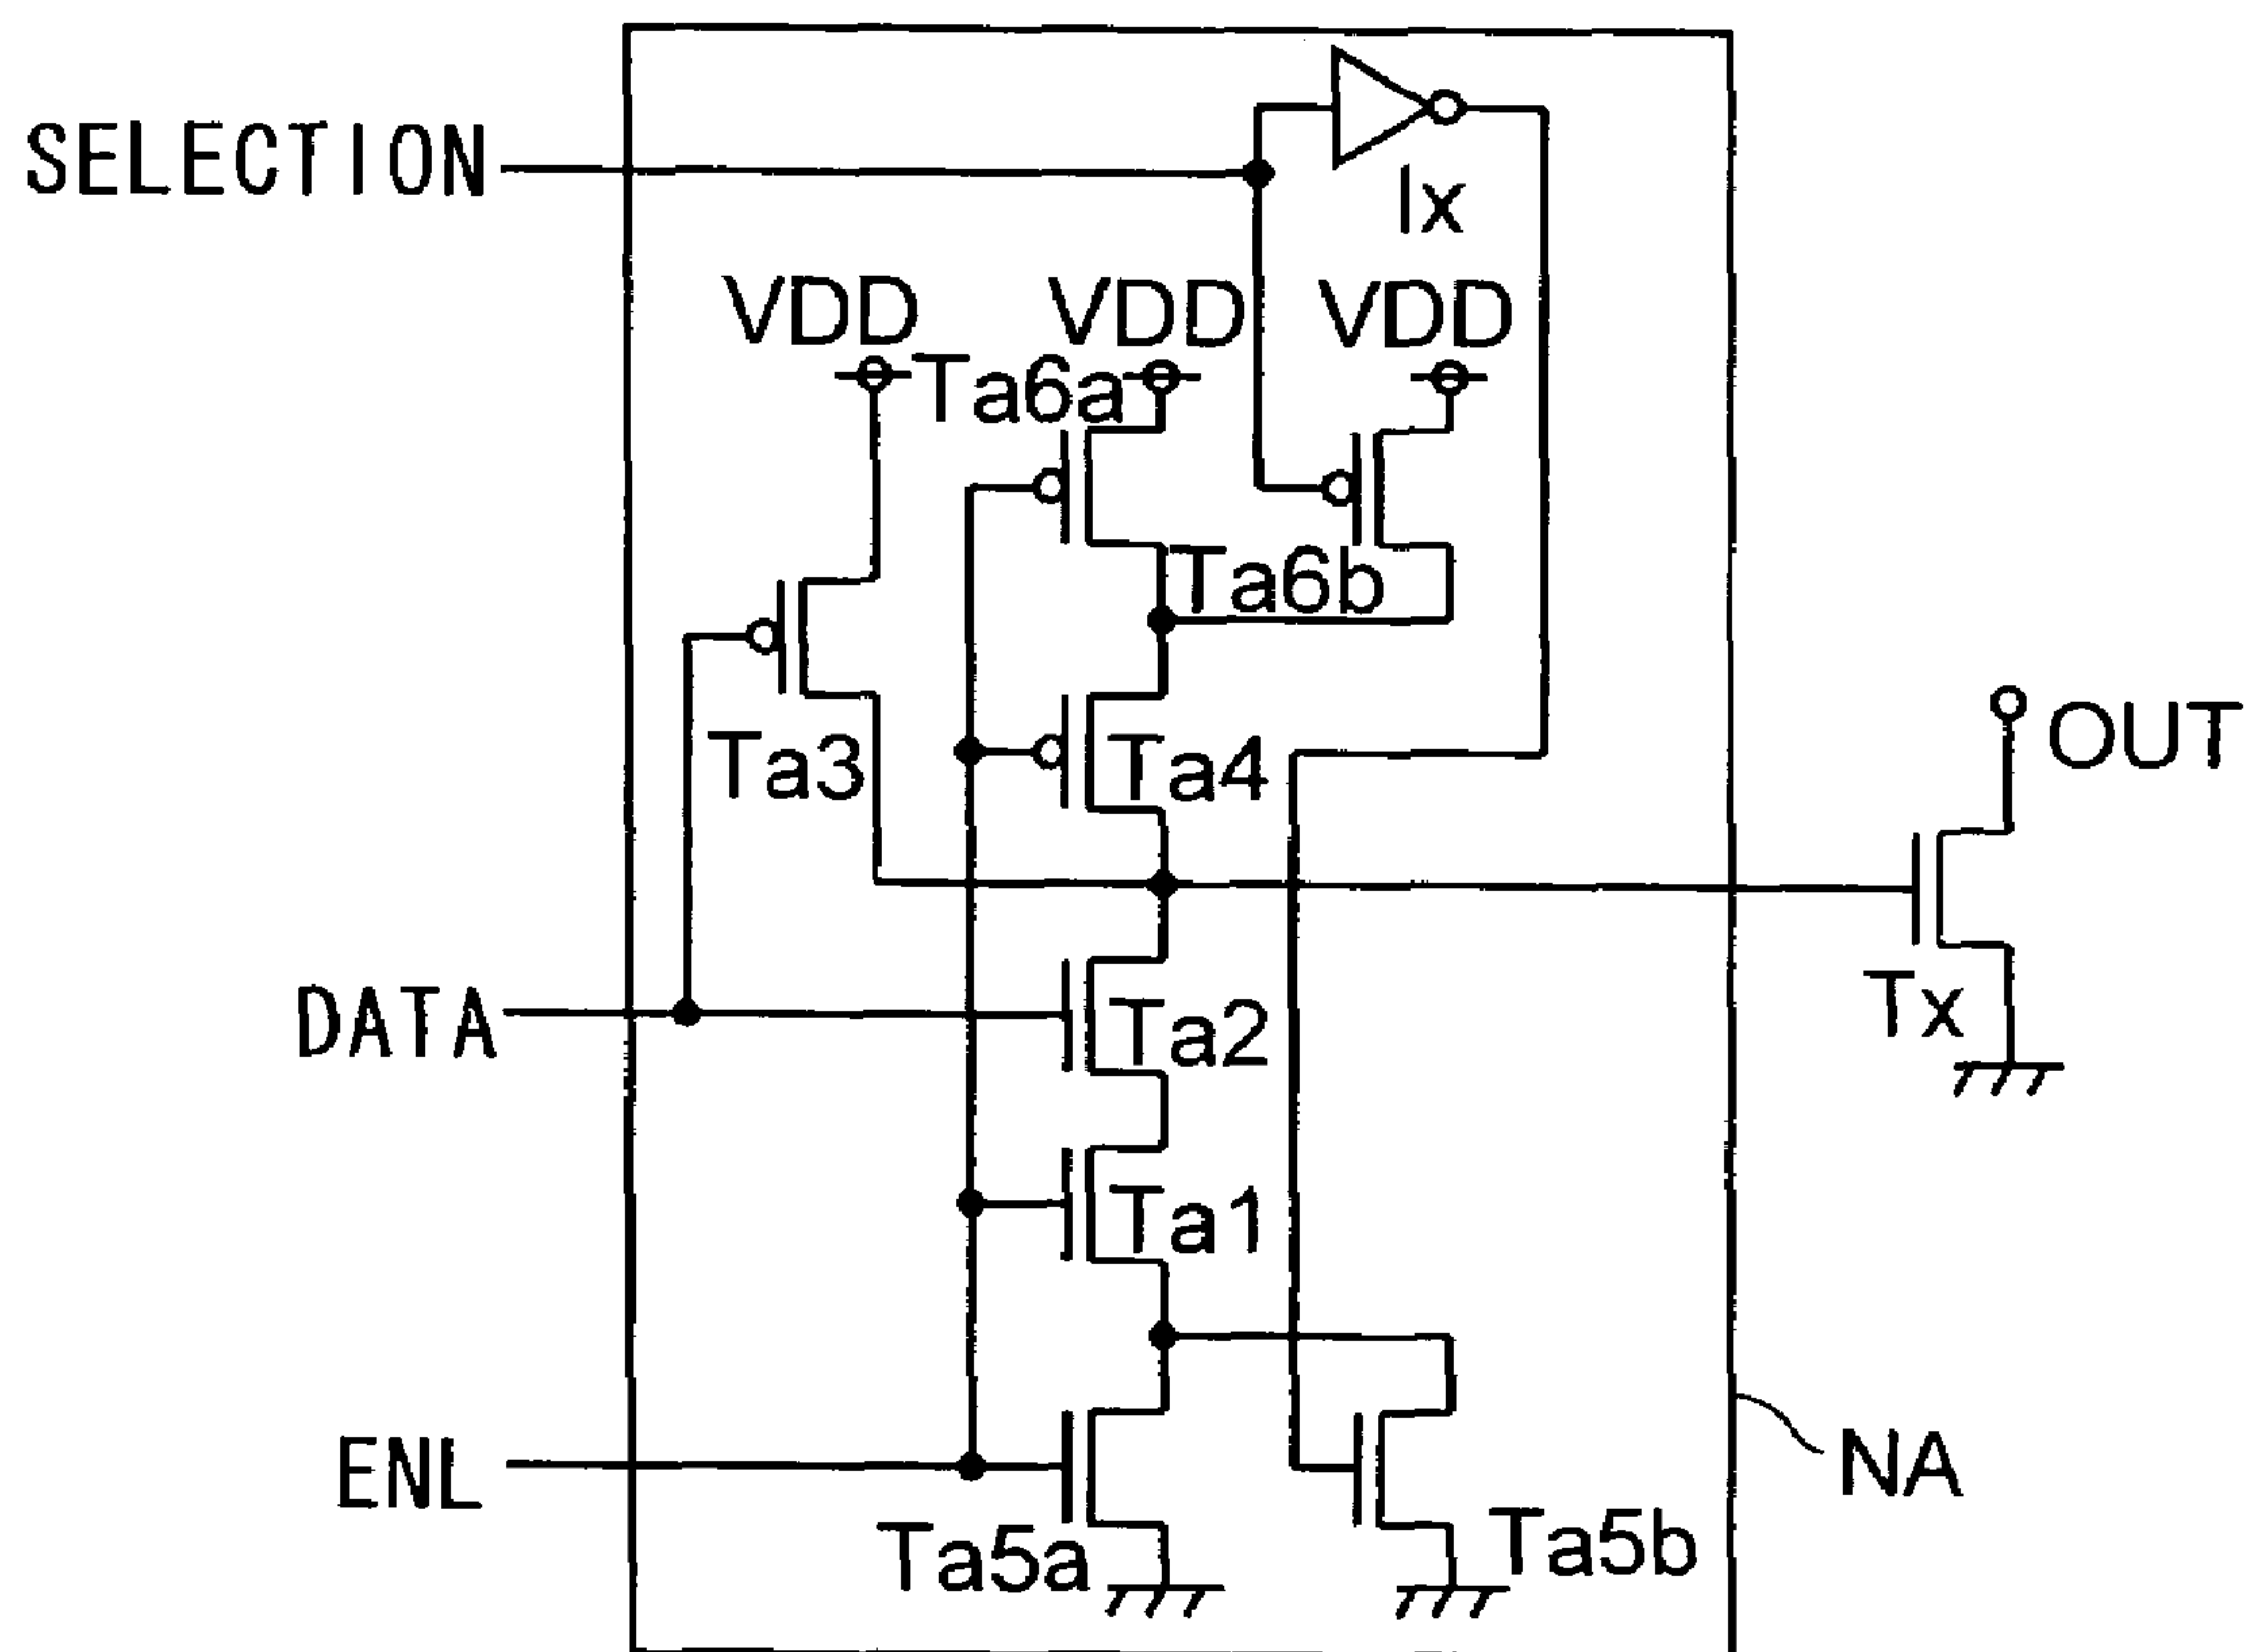 SELECTION
Ix
VDD
VDD
VDD
Ta6a
Ta6b
Ta3
Ta4
OUT
DATA
Ta2
Tx
Ta1
ENL
NA
Ta5a
Ta5b